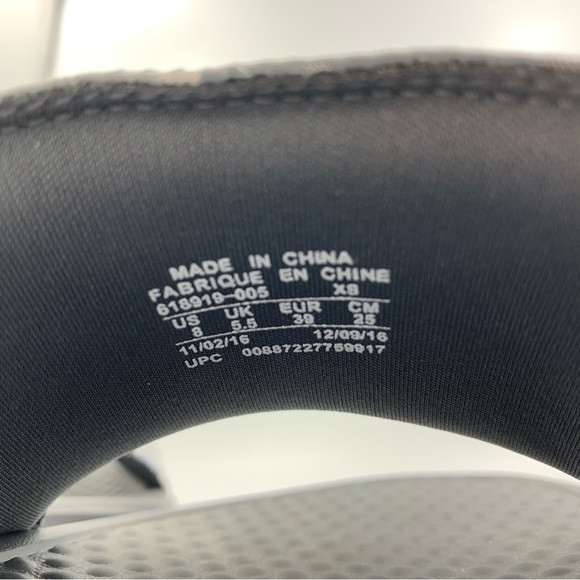 MADE IN CHINA
FABRIQUE EN CHINE
618919-005 XS
US UK EUR CM
8 5.5 39 25
11/02/16 12/09/16
UPC 00887227759917